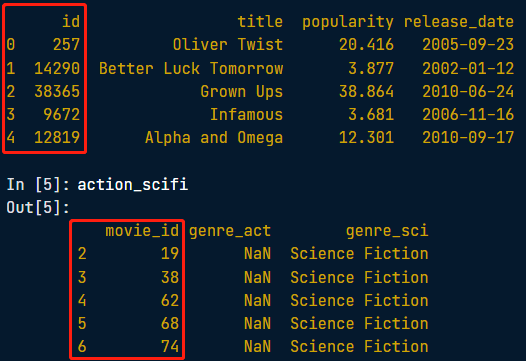 id title popularity release_date
0 257 Oliver Twist 20.416 2005-09-23
1 14290 Better Luck Tomorrow 3.877 2002-01-12
2 38365 Grown Ups 38.864 2010-06-24
3 9672 Infamous 3.681 2006-11-16
4 12819 Alpha and Omega 12.301 2010-09-17
In [5]: action_scifi
Out[5]:
movie_id genre_act genre_sci
2 19 NaN Science Fiction
3 38 NaN Science Fiction
4 62 NaN Science Fiction
5 68 NaN Science Fiction
6 74 NaN Science Fiction